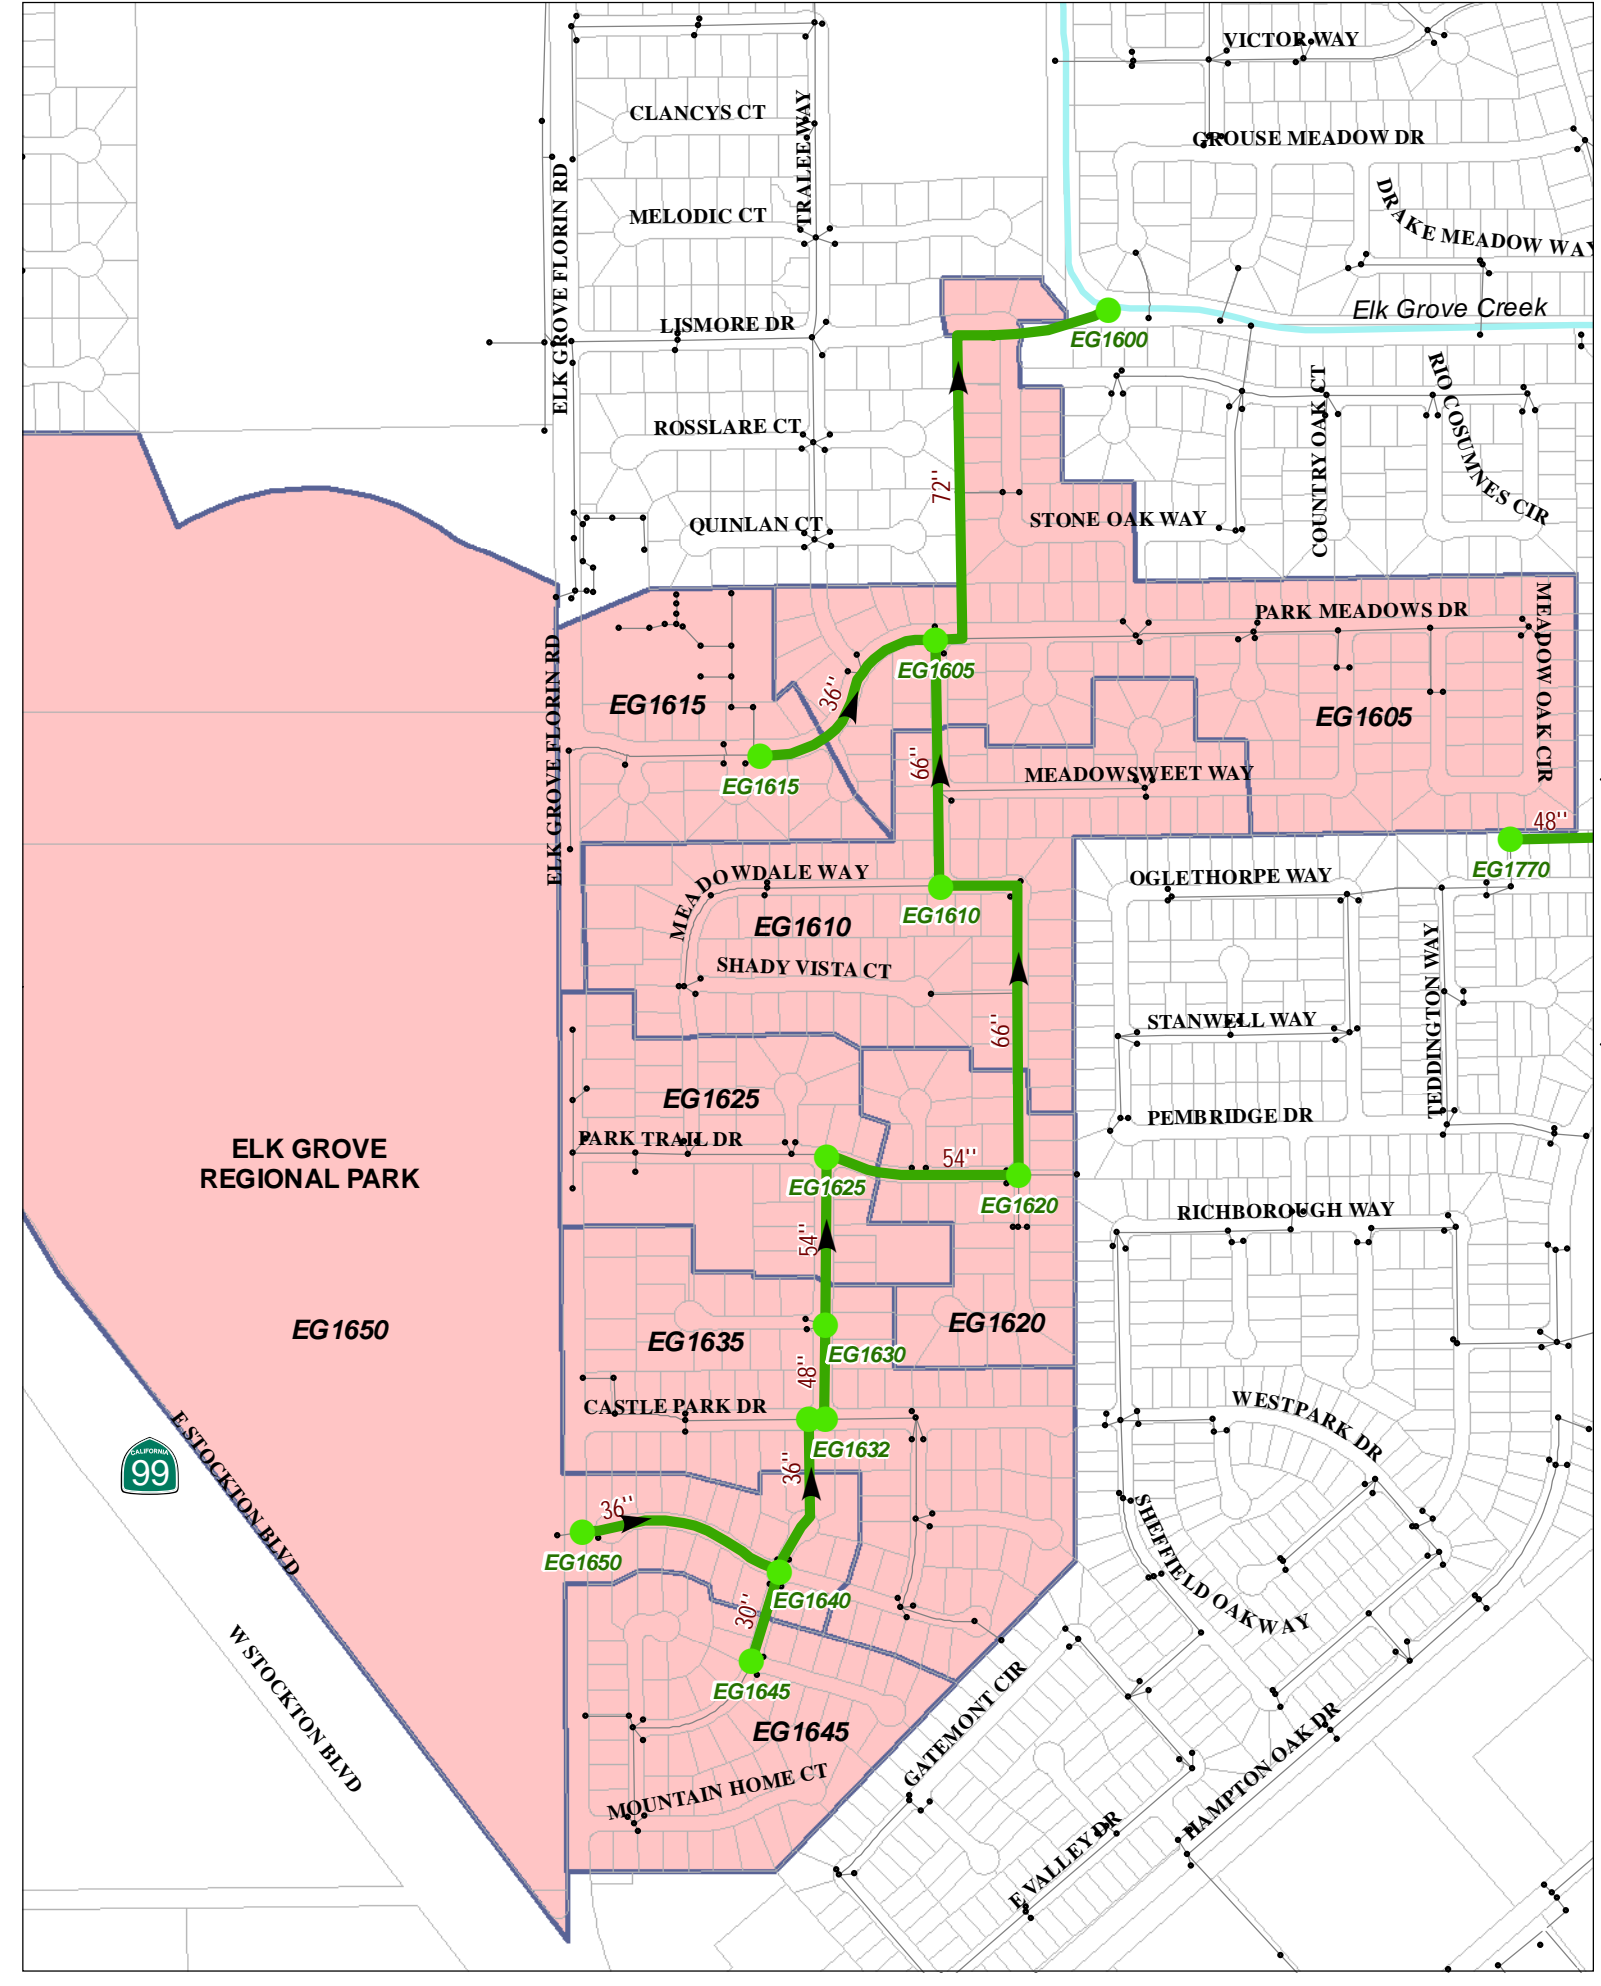 VICTOR WAY
CLANCYS CT
TRALEE WAY
GROUSE MEADOW DR
DRAKE MEADOW WAY
MELODIC CT
ELK GROVE FLORIN RD
LISMORE DR
Elk Grove Creek
EG1600
COUNTRY OAK CT
RIO COSUMNES CIR
ROSSLARE CT
72"
QUINLAN CT
STONE OAK WAY
PARK MEADOWS DR
MEADOW OAK CIR
ELK GROVE FLORIN RD
EG1605
36"
EG1615
EG1605
66"
MEADOWSWEET WAY
EG1615
48"
EG1770
MEADOWDALE WAY
OGLETHORPE WAY
EG1610
EG1610
SHADY VISTA CT
TEDDINGTON WAY
66"
STANWELL WAY
EG1625
PEMBRIDGE DR
PARK TRAIL DR
ELK GROVE
REGIONAL PARK
54"
EG1625
EG1620
RICHBOROUGH WAY
54"
EG1650
EG1635
EG1620
EG1630
48"
CASTLE PARK DR
WESTPARK DR
EG1632
CALIFORNIA
99
E STOCKTON BLVD
36"
36"
SHEFFIELD OAK WAY
EG1650
EG1640
30"
W STOCKTON BLVD
EG1645
EG1645
GATEMONT CIR
HAMPTON OAK DR
MOUNTAIN HOME CT
E VALLEY DR